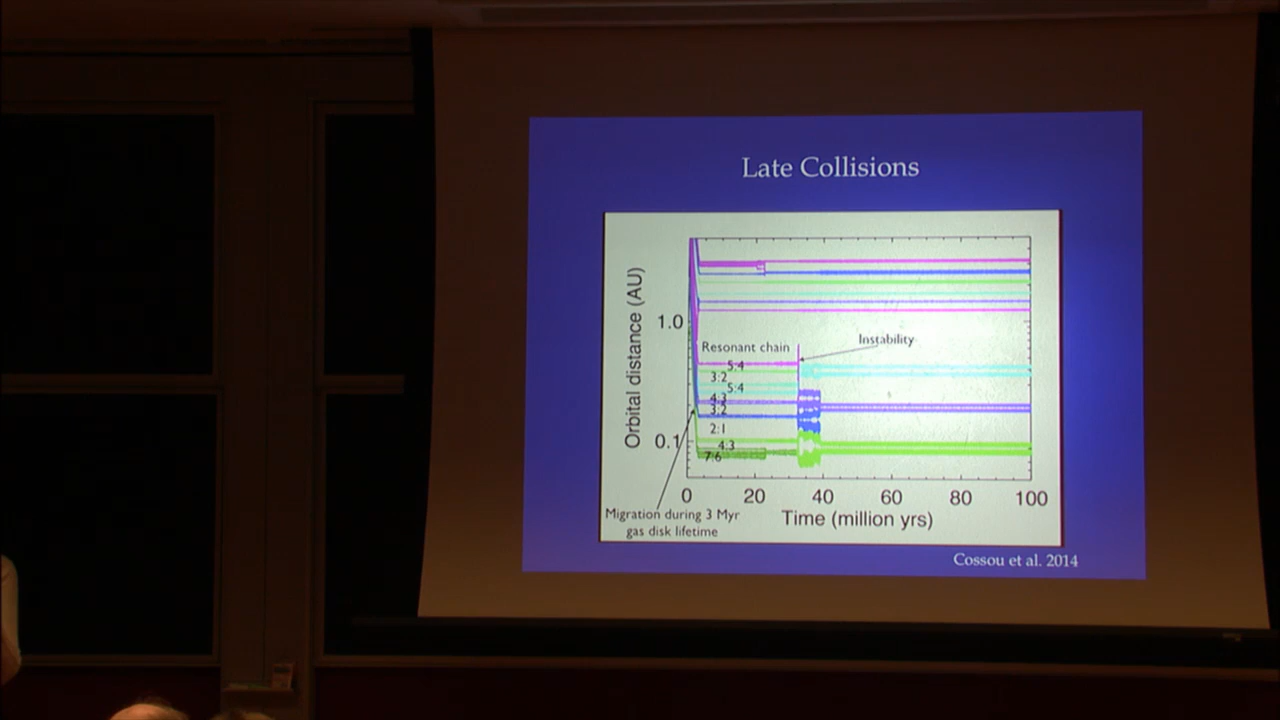 Late Collisions
Orbital distance (AU)
1.0
0.1
Resonant chain
5:4
3:2
5:4
4:3
3:2
2:1
4:3
7:6
Instability
0 20 40 60 80 100
Time (million yrs)
Migration during 3 Myr
gas disk lifetime
Cossou et al. 2014